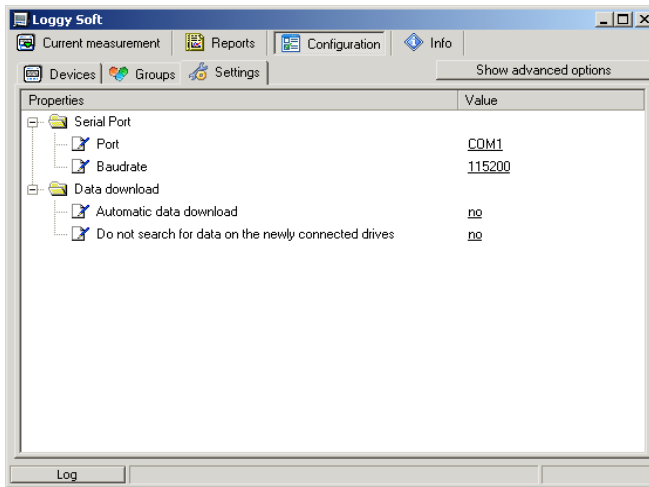 Loggy Soft
Current measurement Reports Configuration Info
Devices Groups Settings Show advanced options
Properties Value
Serial Port
Port COM1
Baudrate 115200
Data download
Automatic data download no
Do not search for data on the newly connected drives no
Log